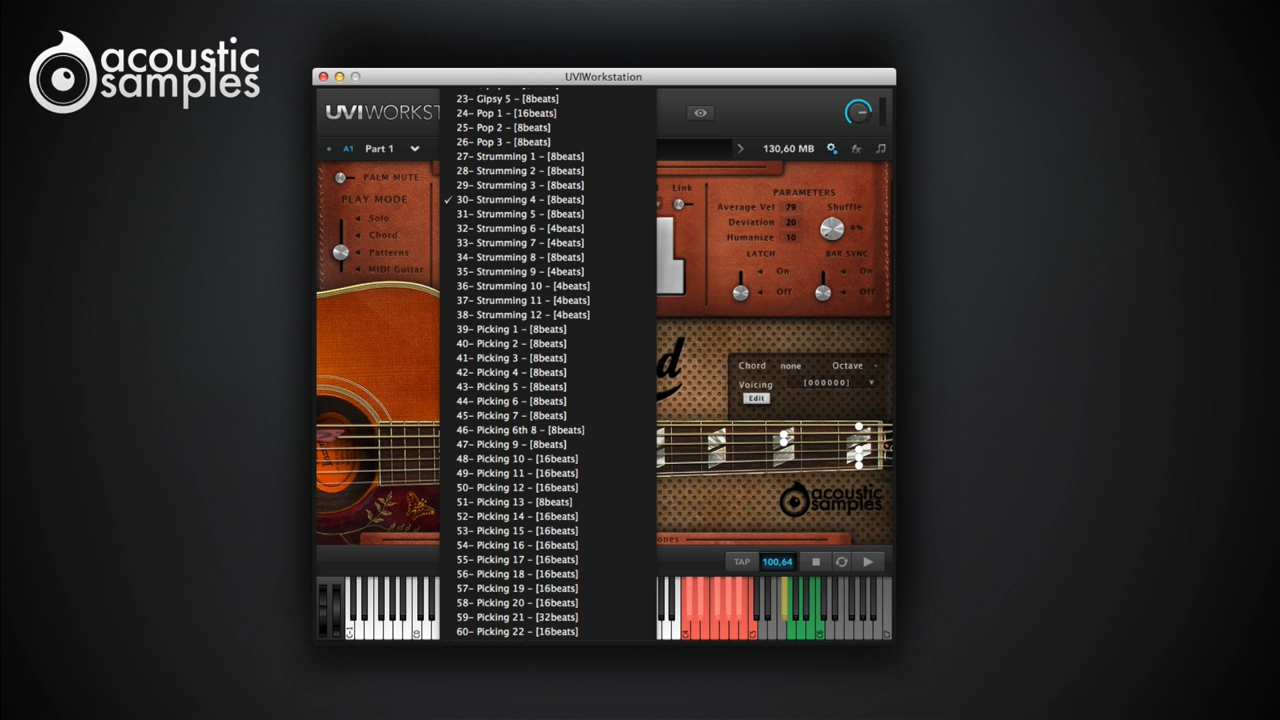 acoustic
samples
UVIWorkstation
UVIWORKST
A1 Part 1
130,60 MB
fx
PALM MUTE
PLAY MODE
Solo
Chord
Patterns
MIDI Guitar
23- Gipsy 5 - [8beats]
24- Pop 1 - [16beats]
25- Pop 2 - [8beats]
26- Pop 3 - [8beats]
27- Strumming 1 - [8beats]
28- Strumming 2 - [8beats]
29- Strumming 3 - [8beats]
✓ 30- Strumming 4 - [8beats]
31- Strumming 5 - [8beats]
32- Strumming 6 - [4beats]
33- Strumming 7 - [4beats]
34- Strumming 8 - [8beats]
35- Strumming 9 - [4beats]
36- Strumming 10 - [4beats]
37- Strumming 11 - [4beats]
38- Strumming 12 - [4beats]
39- Picking 1 - [8beats]
40- Picking 2 - [8beats]
41- Picking 3 - [8beats]
42- Picking 4 - [8beats]
43- Picking 5 - [8beats]
44- Picking 6 - [8beats]
45- Picking 7 - [8beats]
46- Picking 6th 8 - [8beats]
47- Picking 9 - [8beats]
48- Picking 10 - [16beats]
49- Picking 11 - [16beats]
50- Picking 12 - [16beats]
51- Picking 13 - [8beats]
52- Picking 14 - [16beats]
53- Picking 15 - [16beats]
54- Picking 16 - [16beats]
55- Picking 17 - [16beats]
56- Picking 18 - [16beats]
57- Picking 19 - [16beats]
58- Picking 20 - [16beats]
59- Picking 21 - [32beats]
60- Picking 22 - [16beats]
Link
PARAMETERS
Average Vel 79
Deviation 20
Humanize 10
Shuffle
0%
LATCH
On
Off
BAR SYNC
On
Off
Chord none Octave -
Voicing [000000]
Edit
acoustic
samples
TAP 100,64